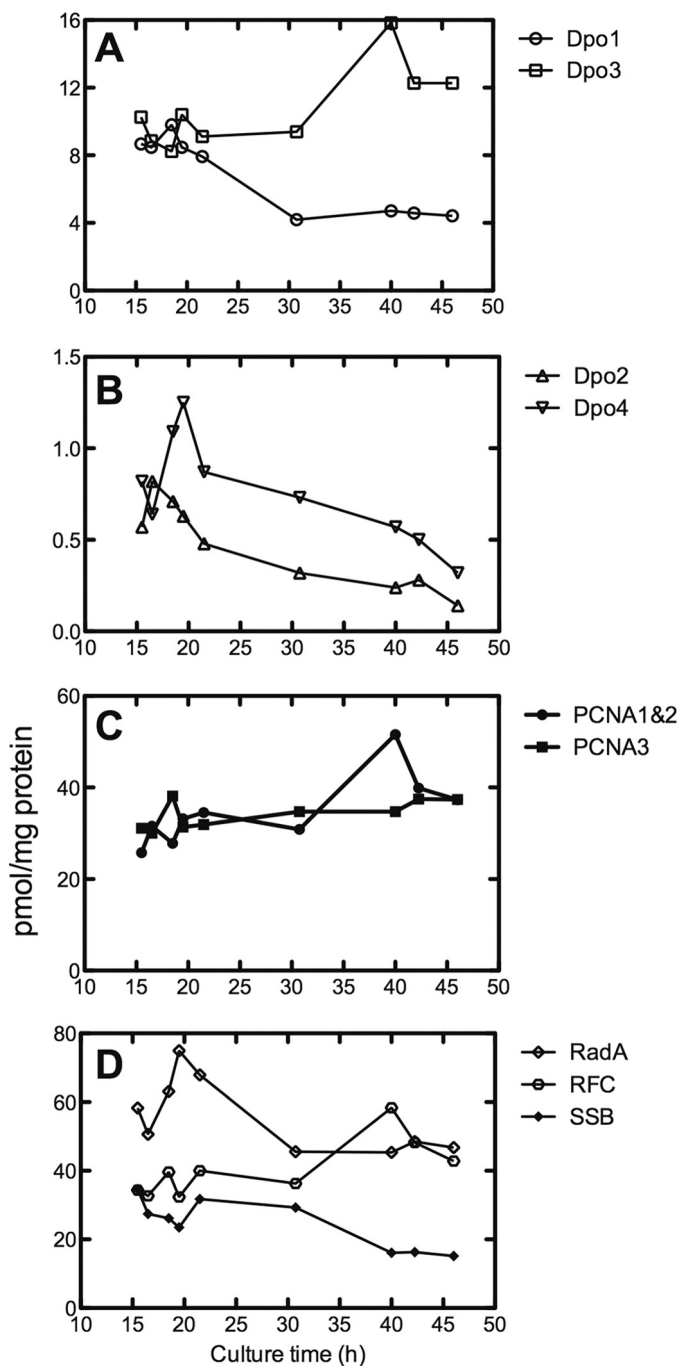 A
16
12
8
4
0
10 15 20 25 30 35 40 45 50
Dpo1
Dpo3
B
1.5
1.0
0.5
0.0
10 15 20 25 30 35 40 45 50
Dpo2
Dpo4
C
60
40
20
0
10 15 20 25 30 35 40 45 50
PCNA1&2
PCNA3
pmol/mg protein
D
80
60
40
20
0
10 15 20 25 30 35 40 45 50
RadA
RFC
SSB
Culture time (h)